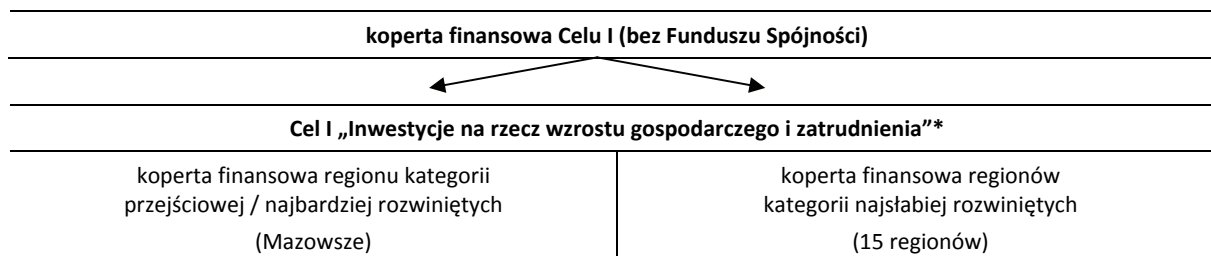 koperta finansowa Celu I (bez Funduszu Spójności)
Cel I „Inwestycje na rzecz wzrostu gospodarczego i zatrudnienia”*
koperta finansowa regionu kategorii
przejściowej / najbardziej rozwiniętych
(Mazowsze)
koperta finansowa regionów
kategorii najsłabiej rozwiniętych
(15 regionów)